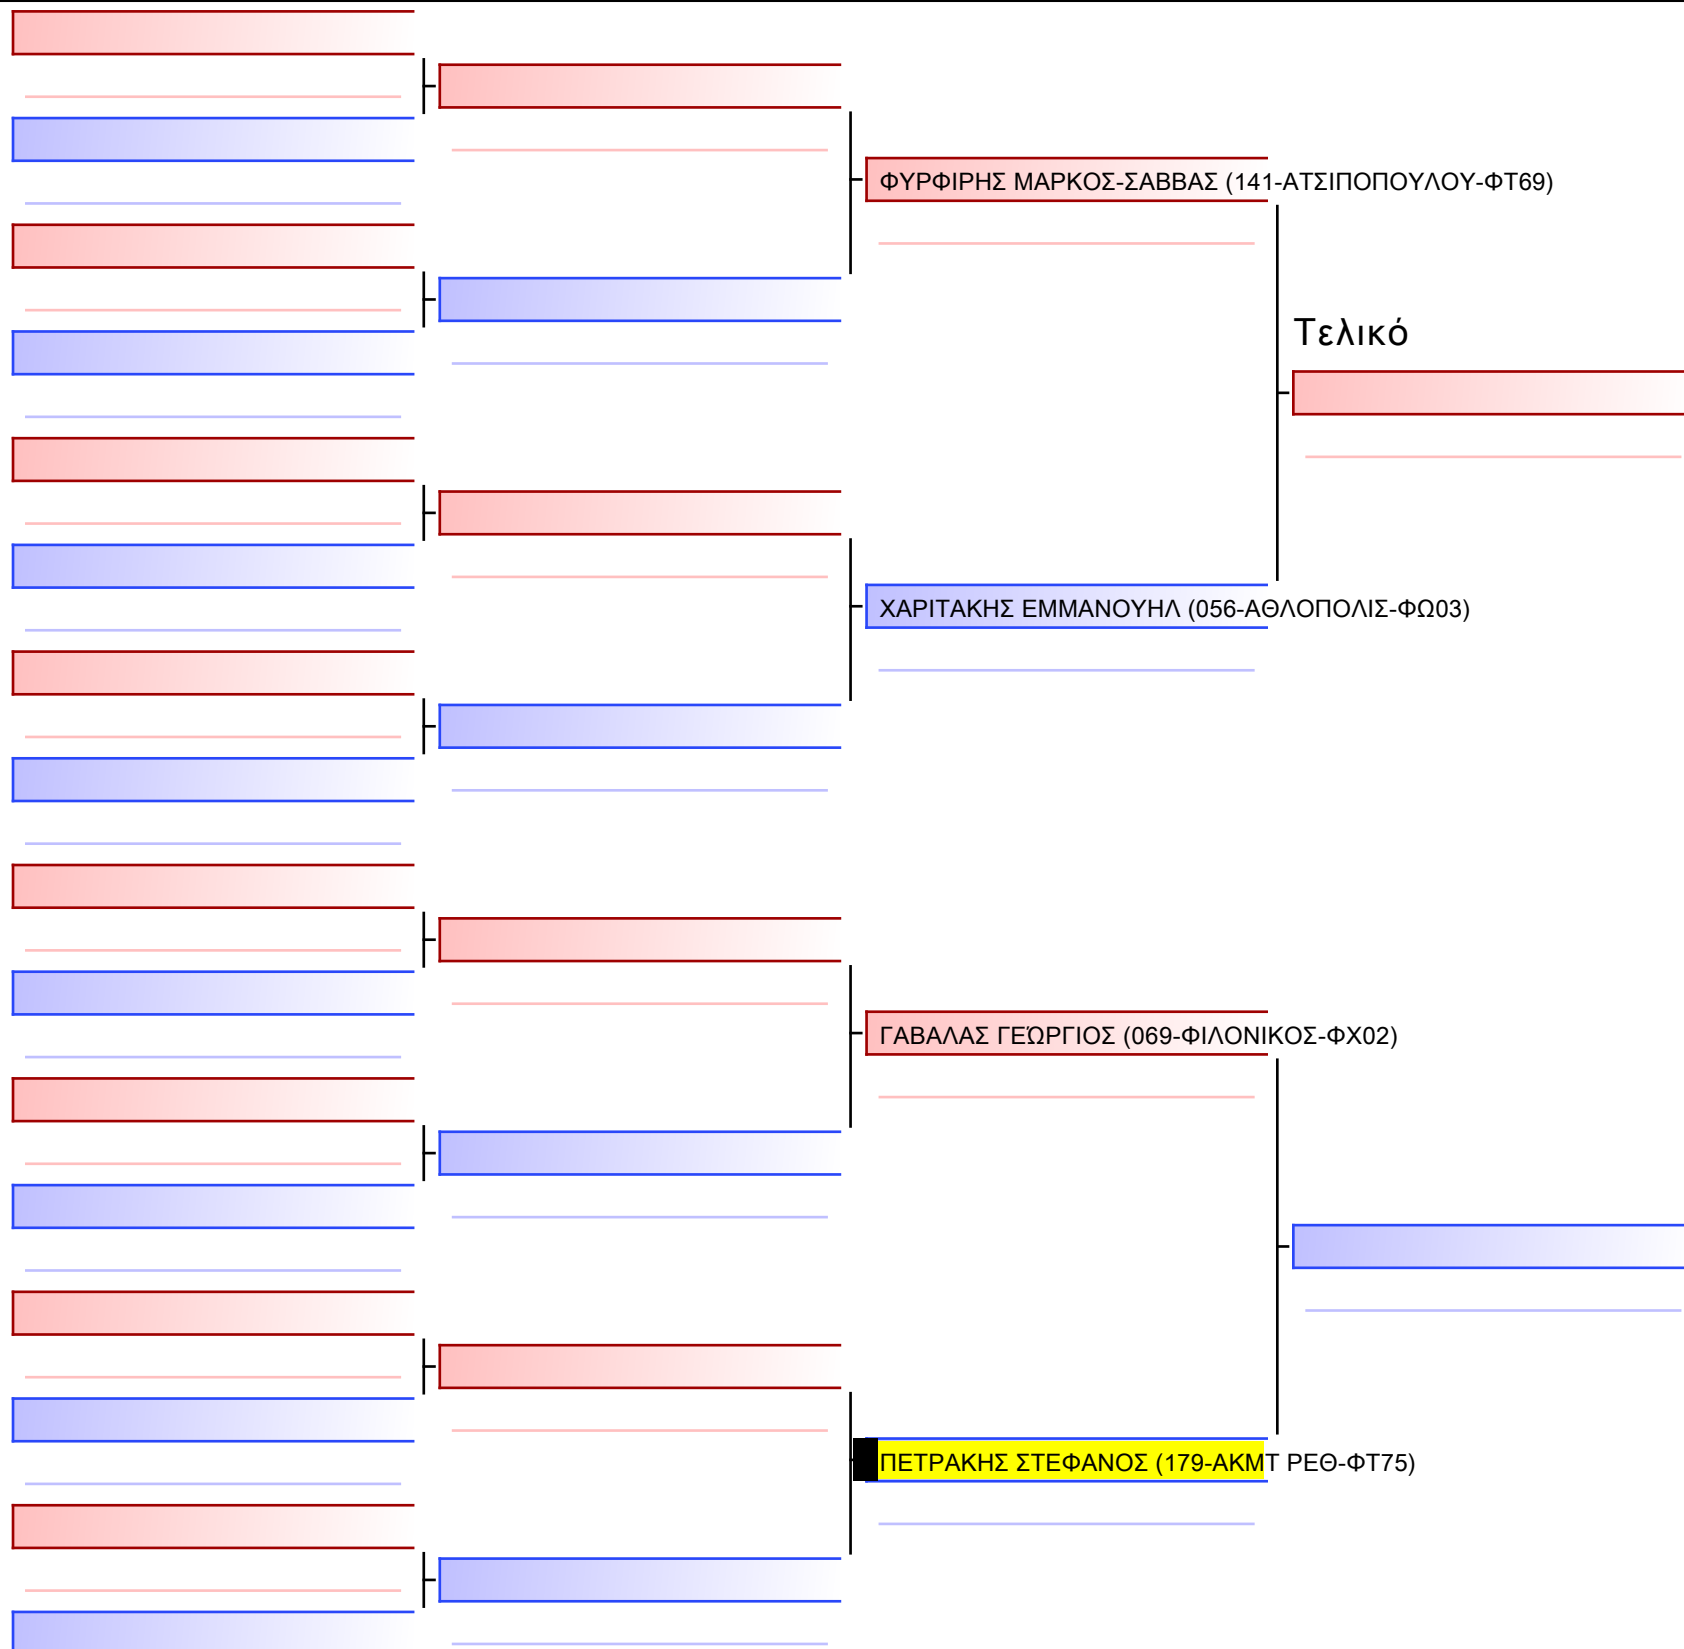 ΦΥΡΦΙΡΗΣ ΜΑΡΚΟΣ-ΣΑΒΒΑΣ (141-ΑΤΣΙΠΟΠΟΥΛΟΥ-ΦΤ69)
Τελικό
ΧΑΡΙΤΑΚΗΣ ΕΜΜΑΝΟΥΗΛ (056-ΑΘΛΟΠΟΛΙΣ-ΦΩ03)
ΓΑΒΑΛΑΣ ΓΕΏΡΓΙΟΣ (069-ΦΙΛΟΝΙΚΟΣ-ΦΧ02)
ΠΕΤΡΑΚΗΣ ΣΤΕΦΑΝΟΣ (179-ΑΚΜΤ ΡΕΘ-ΦΤ75)